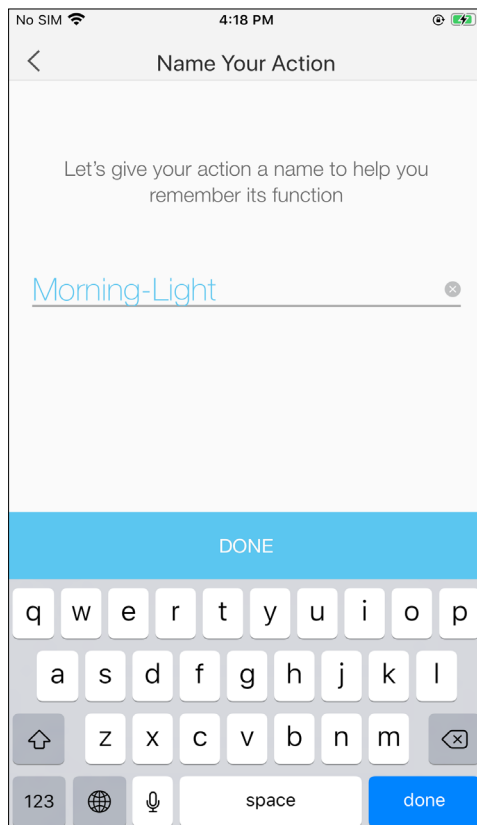 No SIM 4:18 PM
Name Your Action
Let's give your action a name to help you
remember its function
Morning-Light
DONE
q w e r t y u i o p
a s d f g h j k l
z x c v b n m
123 space done